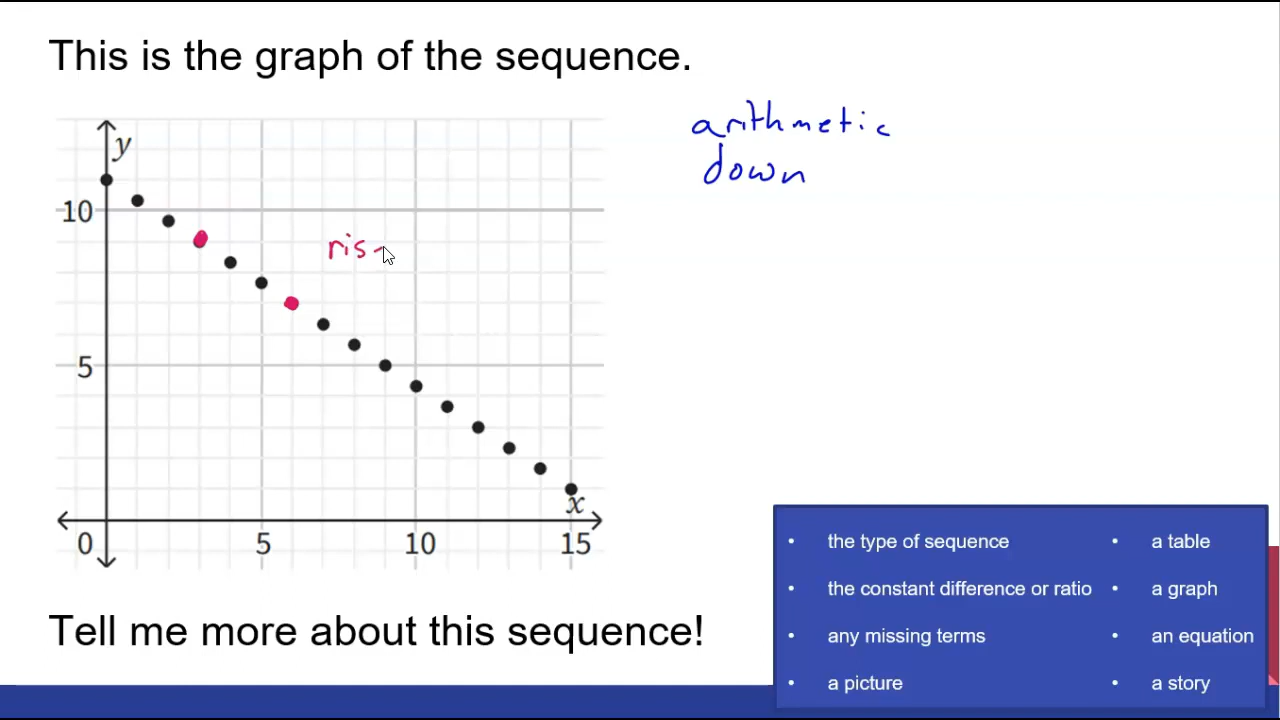 This is the graph of the sequence.
arithmetic
down
y
10
ris
5
x
0 5 10 15
the type of sequence
the constant difference or ratio
any missing terms
a picture
a table
a graph
an equation
a story
Tell me more about this sequence!